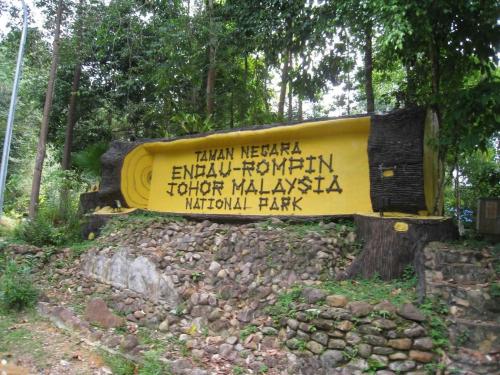 TAMAN NEGARA
ENDAU-ROMPIN
JOHOR MALAYSIA
NATIONAL PARK